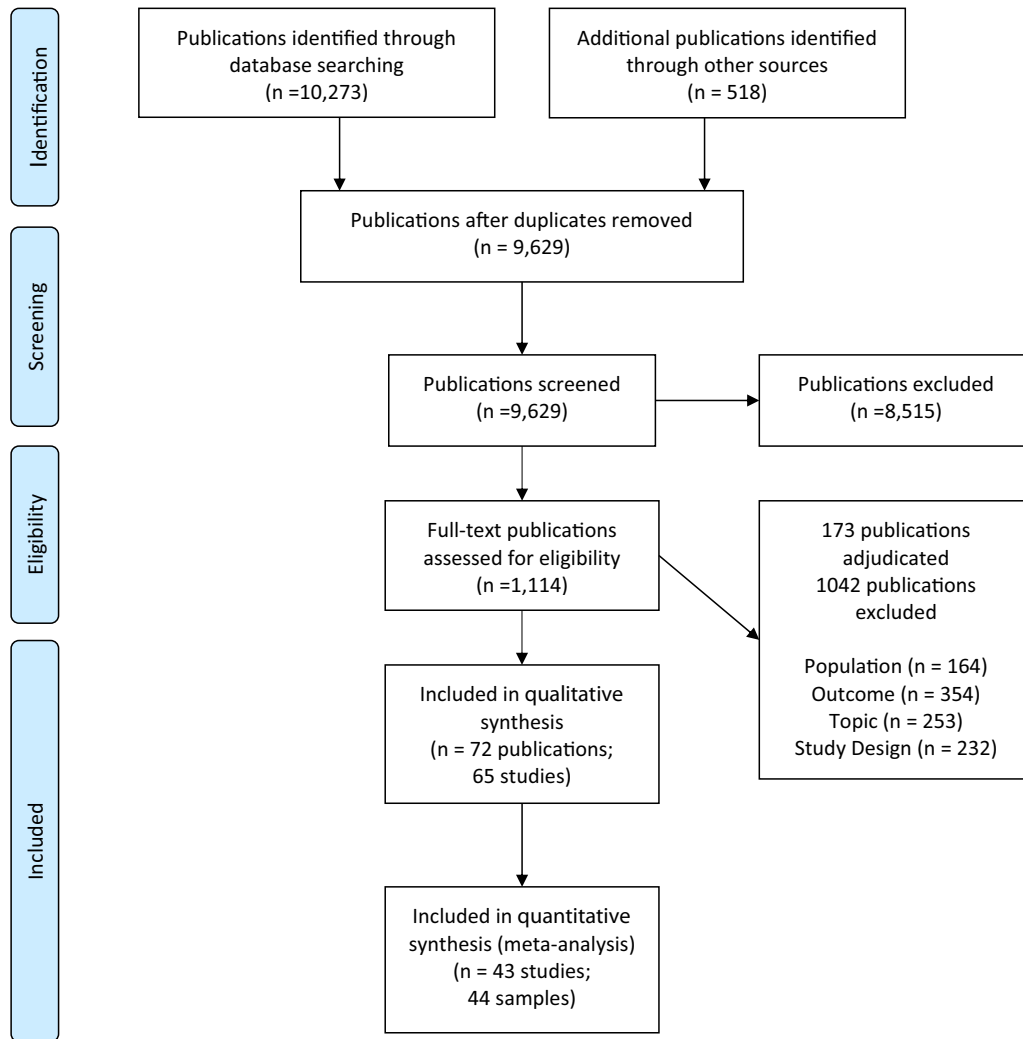 Identification
Publications identified through
database searching
(n =10,273)
Additional publications identified
through other sources
(n = 518)
Publications after duplicates removed
(n = 9,629)
Screening
Publications screened
(n =9,629)
Publications excluded
(n =8,515)
Eligibility
Full-text publications
assessed for eligibility
(n =1,114)
173 publications
adjudicated
1042 publications
excluded
Population (n = 164)
Outcome (n = 354)
Topic (n = 253)
Study Design (n = 232)
Included
Included in qualitative
synthesis
(n = 72 publications;
65 studies)
Included in quantitative
synthesis (meta-analysis)
(n = 43 studies;
44 samples)